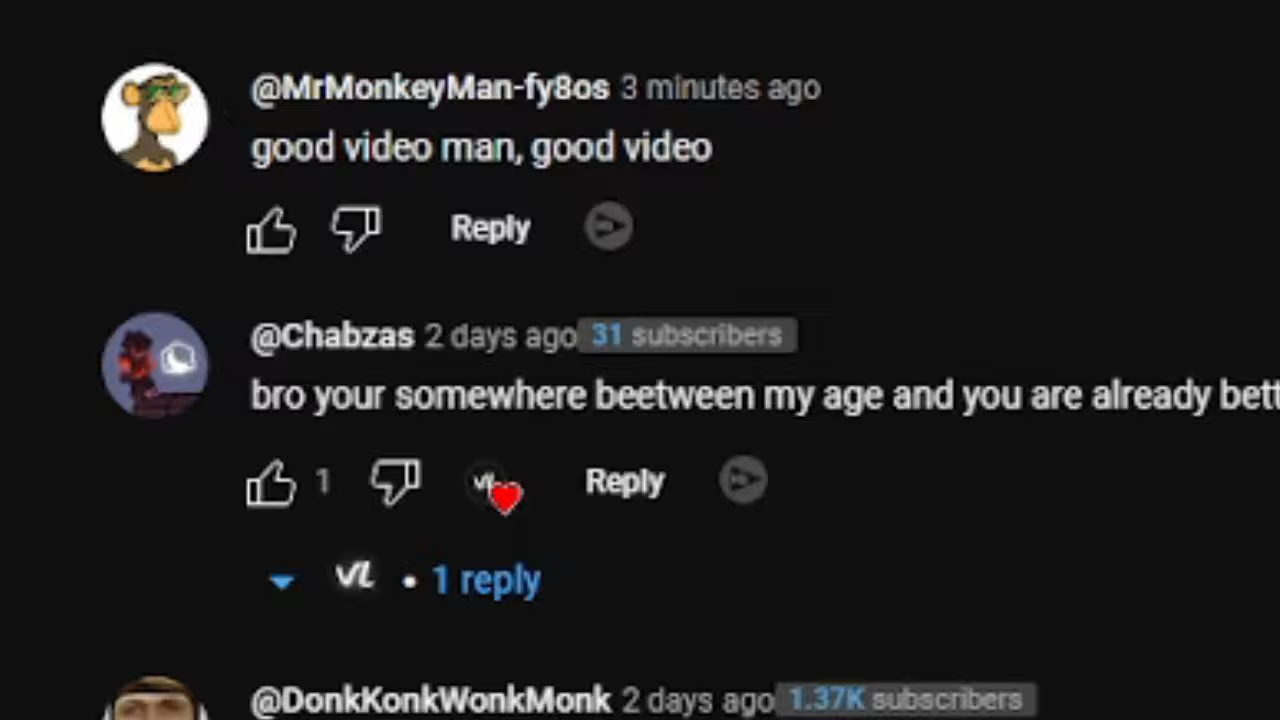 @MrMonkeyMan-fy8os 3 minutes ago
good video man, good video
Reply
@Chabzas 2 days ago 31 subscribers
bro your somewhere beetween my age and you are already bett
1 VL Reply
VL • 1 reply
@DonkKonkWonkMonk 2 days ago 1.37K subscribers